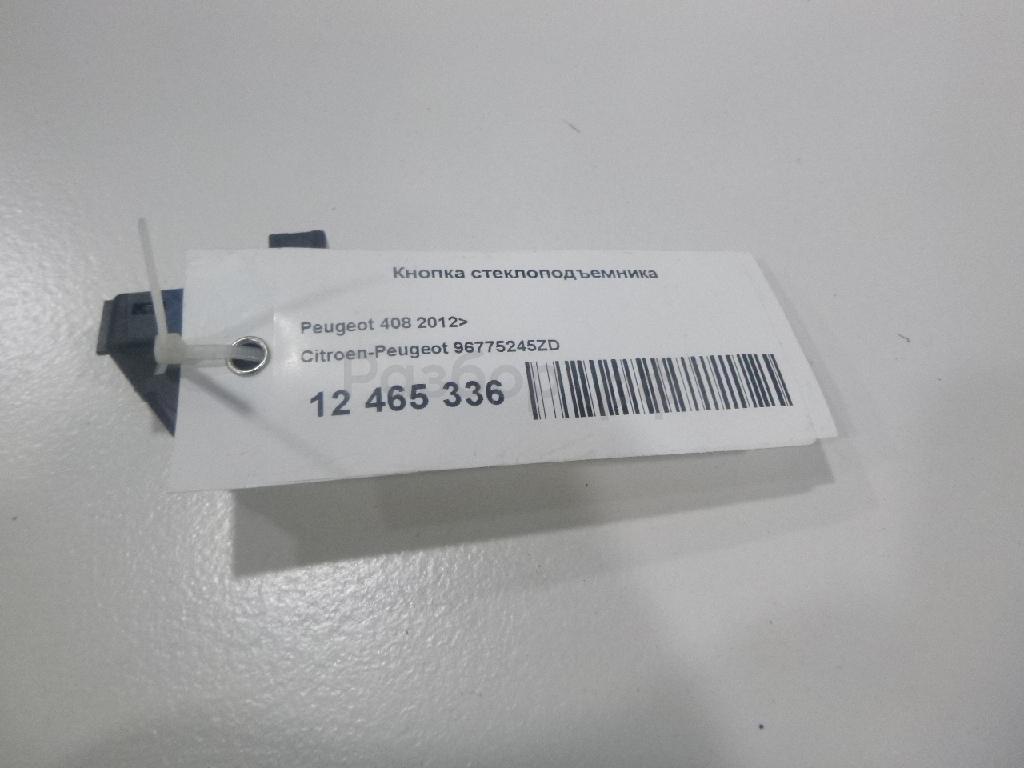 Кнопка стеклоподъемника
Peugeot 408 2012>
Citroen-Peugeot 96775245ZD
12 465 336